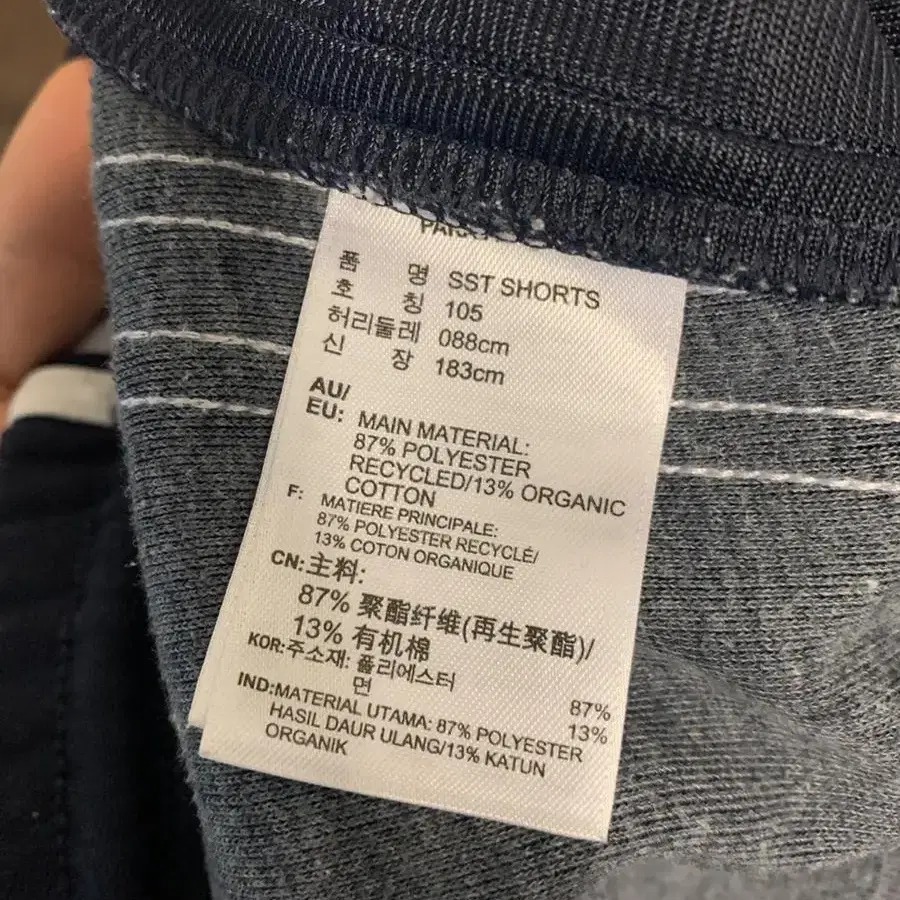 품 명 SST SHORTS
호 칭 105
허리둘레 088cm
신 장 183cm
AU/
EU: MAIN MATERIAL:
87% POLYESTER
RECYCLED/13% ORGANIC
COTTON
F: MATIERE PRINCIPALE:
87% POLYESTER RECYCLÉ/
13% COTON ORGANIQUE
CN:主料:
87% 聚酯纤维(再生聚酯)/
13% 有机棉
KOR:주소재: 폴리에스터 87%
면 13%
IND:MATERIAL UTAMA: 87% POLYESTER
HASIL DAUR ULANG/13% KATUN
ORGANIK